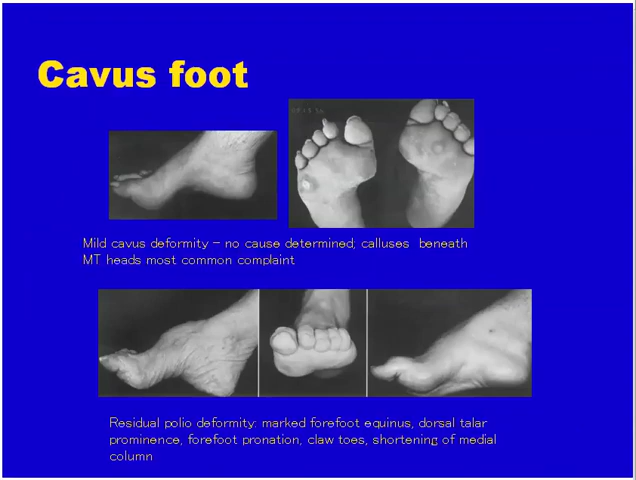 Cavus foot
Mild cavus deformity – no cause determined; calluses beneath
MT heads most common complaint
Residual polio deformity: marked forefoot equinus, dorsal talar
prominence, forefoot pronation, claw toes, shortening of medial
column